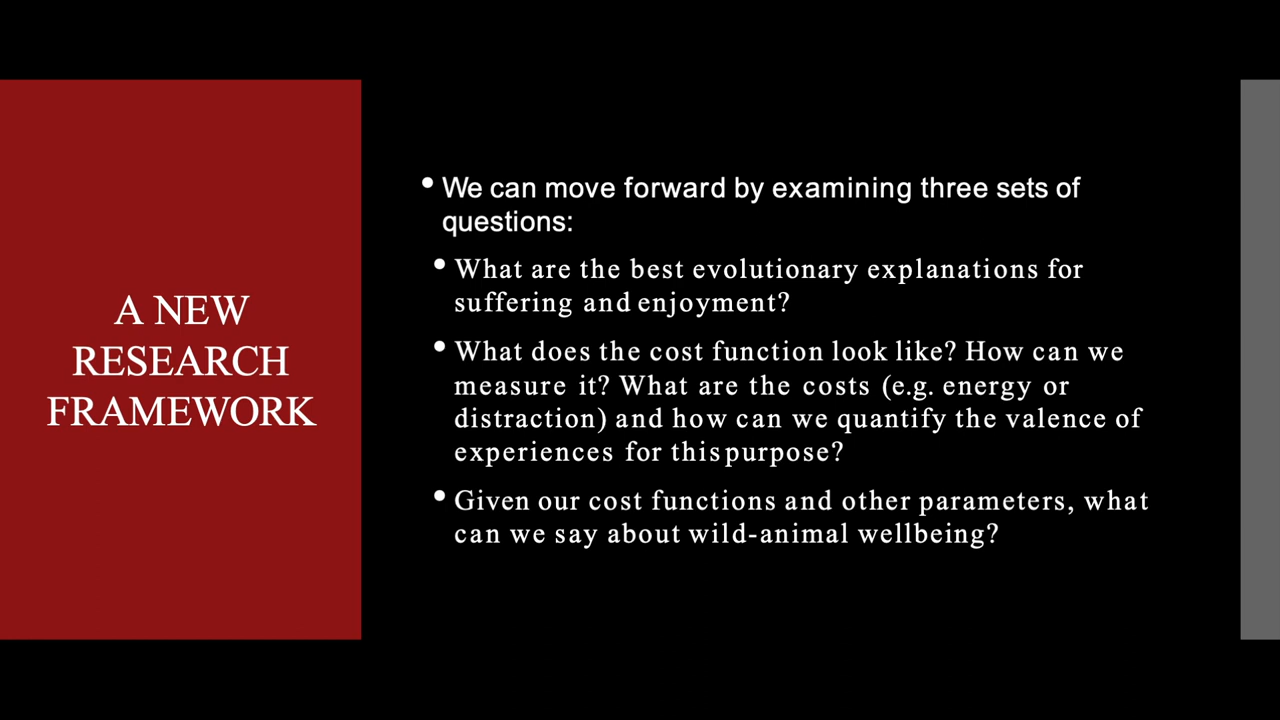 A NEW
RESEARCH
FRAMEWORK
• We can move forward by examining three sets of
questions:
• What are the best evolutionary explanations for
suffering and enjoyment?
• What does the cost function look like? How can we
measure it? What are the costs (e.g. energy or
distraction) and how can we quantify the valence of
experiences for this purpose?
• Given our cost functions and other parameters, what
can we say about wild-animal wellbeing?